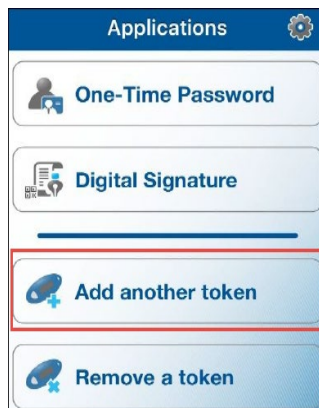 Applications
One-Time Password
Digital Signature
Add another token
Remove a token